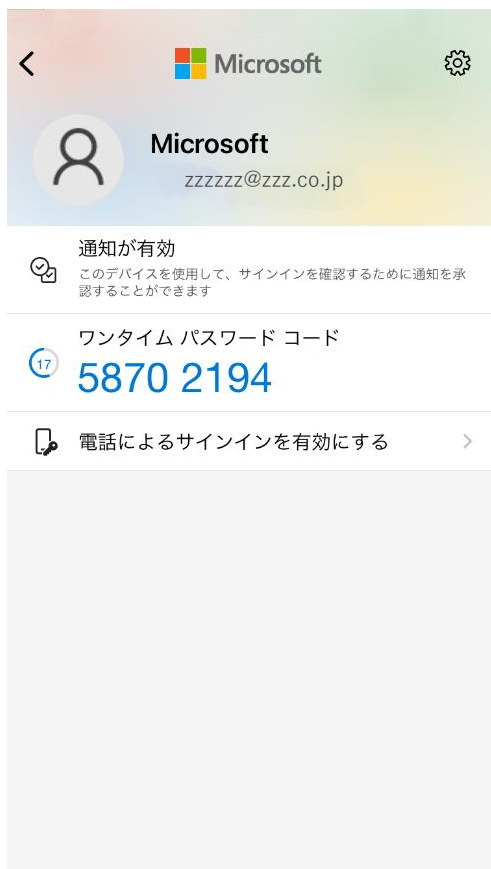 Microsoft
Microsoft
zzzzzz@zzz.co.jp
通知が有効
このデバイスを使用して、サインインを確認するために通知を承
認することができます
ワンタイム パスワード コード
17
5870 2194
電話によるサインインを有効にする